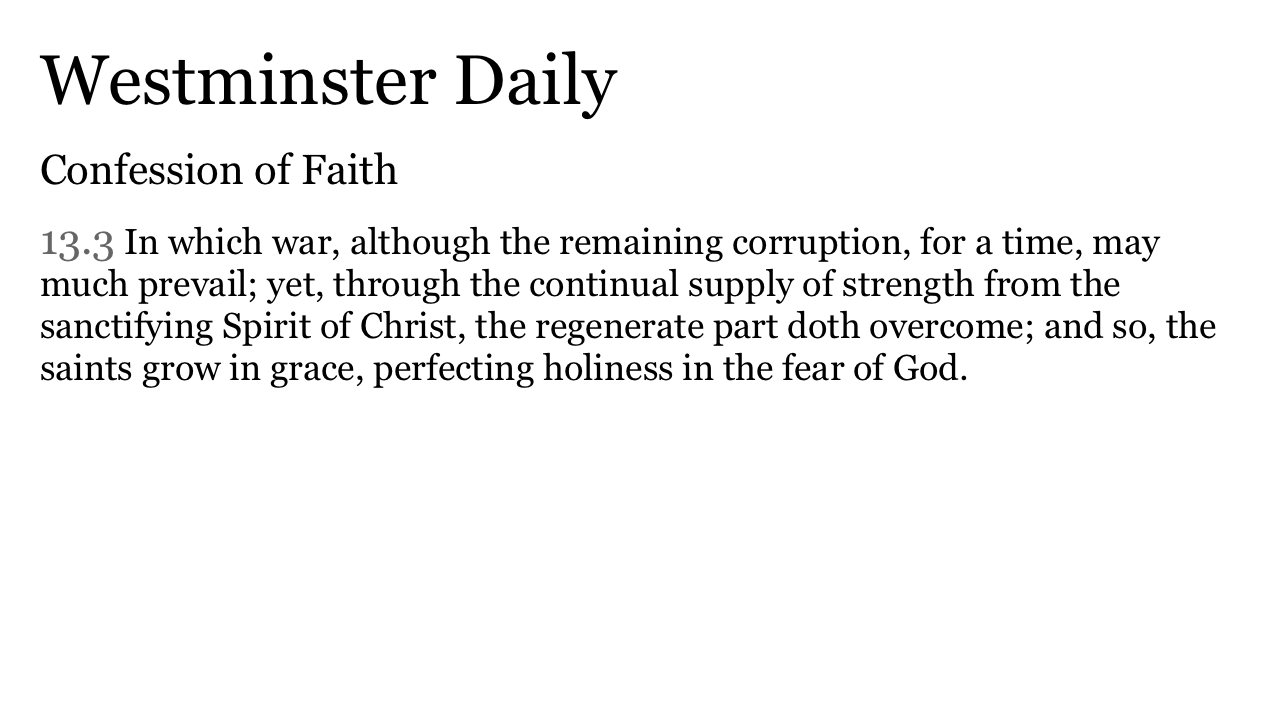 Westminster Daily
Confession of Faith
13.3 In which war, although the remaining corruption, for a time, may
much prevail; yet, through the continual supply of strength from the
sanctifying Spirit of Christ, the regenerate part doth overcome; and so, the
saints grow in grace, perfecting holiness in the fear of God.